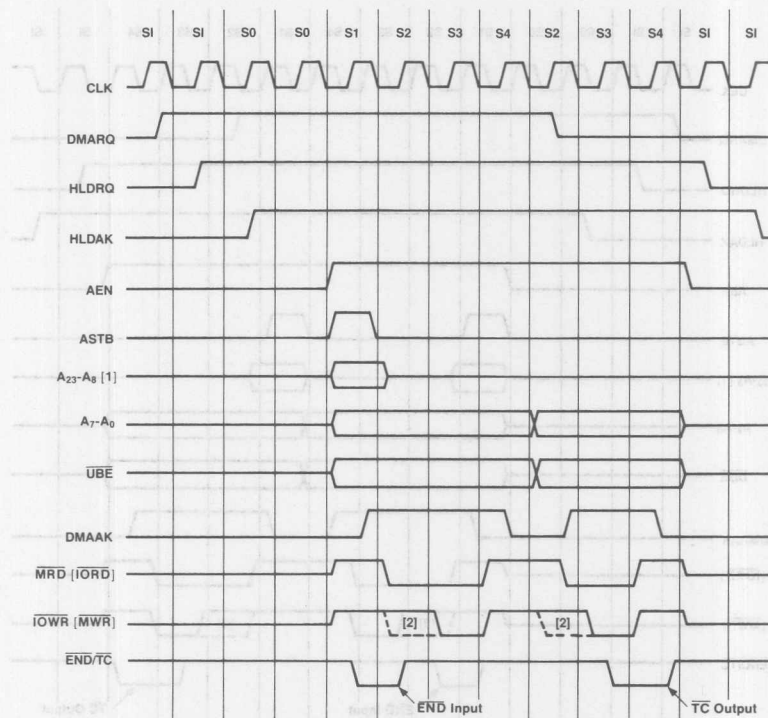 SI SI S0 S0 S1 S2 S3 S4 S2 S3 S4 SI SI
CLK
DMARQ
HLDRQ
HLDAK
AEN
ASTB
A23-A8 [1]
A7-A0
UBE
DMAAK
MRD [IORD]
IOWR [MWR]
[2] [2]
END/TC
END Input
TC Output